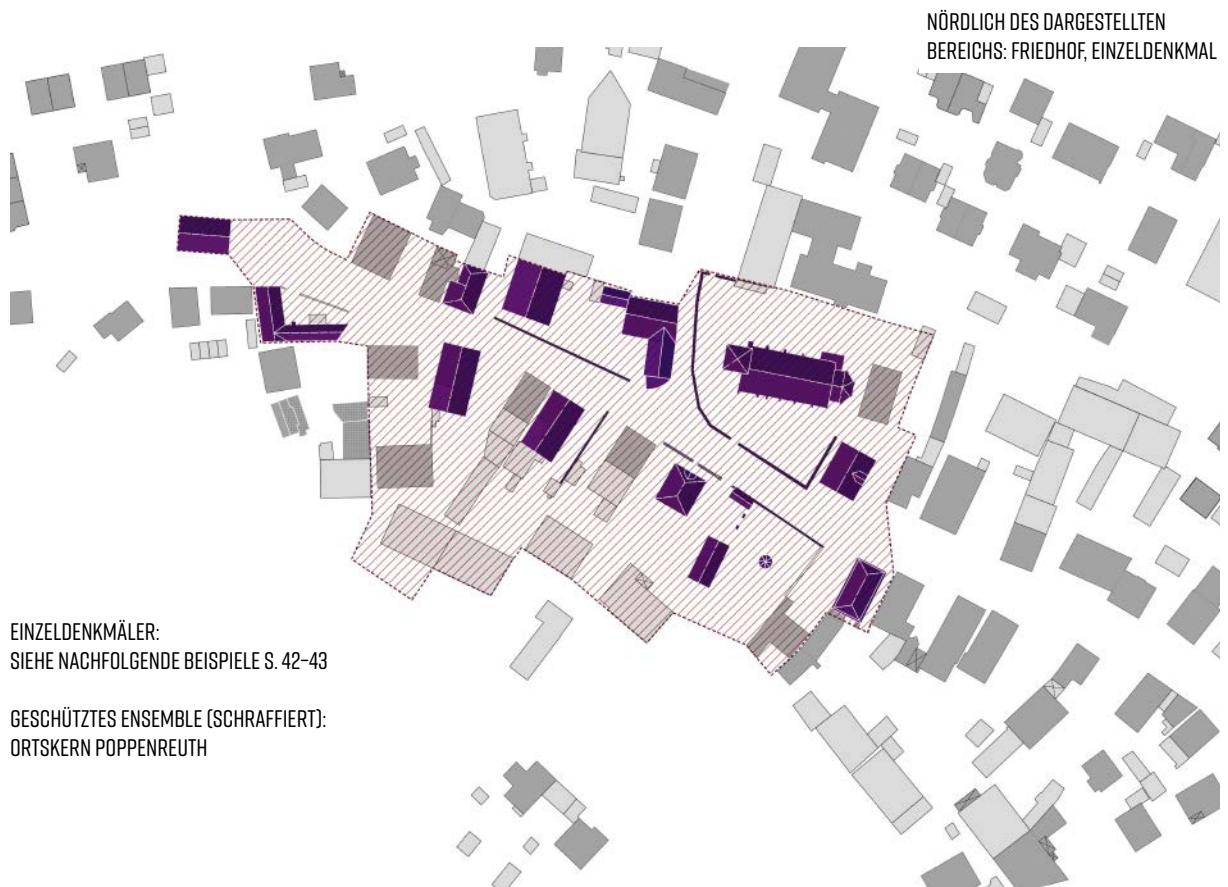 NÖRDLICH DES DARGESTELLTEN
BEREICHS: FRIEDHOF, EINZELDENKMAL
EINZELDENKMÄLER:
SIEHE NACHFOLGENDE BEISPIELE S. 42–43
GESCHÜTZTES ENSEMBLE (SCHRAFFIERT):
ORTSKERN POPPENREUTH